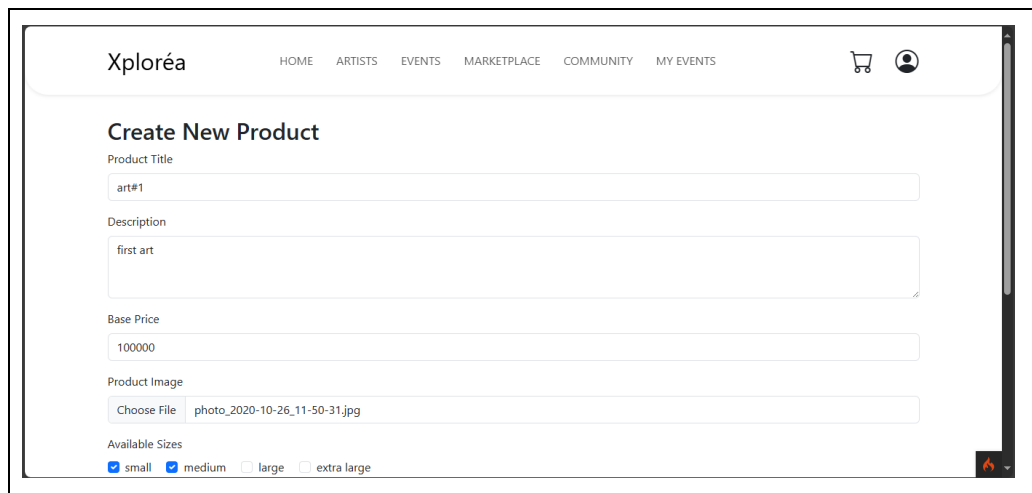 Xploréa HOME ARTISTS EVENTS MARKETPLACE COMMUNITY MY EVENTS
Create New Product
Product Title
art#1
Description
first art
Base Price
100000
Product Image
Choose File photo_2020-10-26_11-50-31.jpg
Available Sizes
small medium large extra large